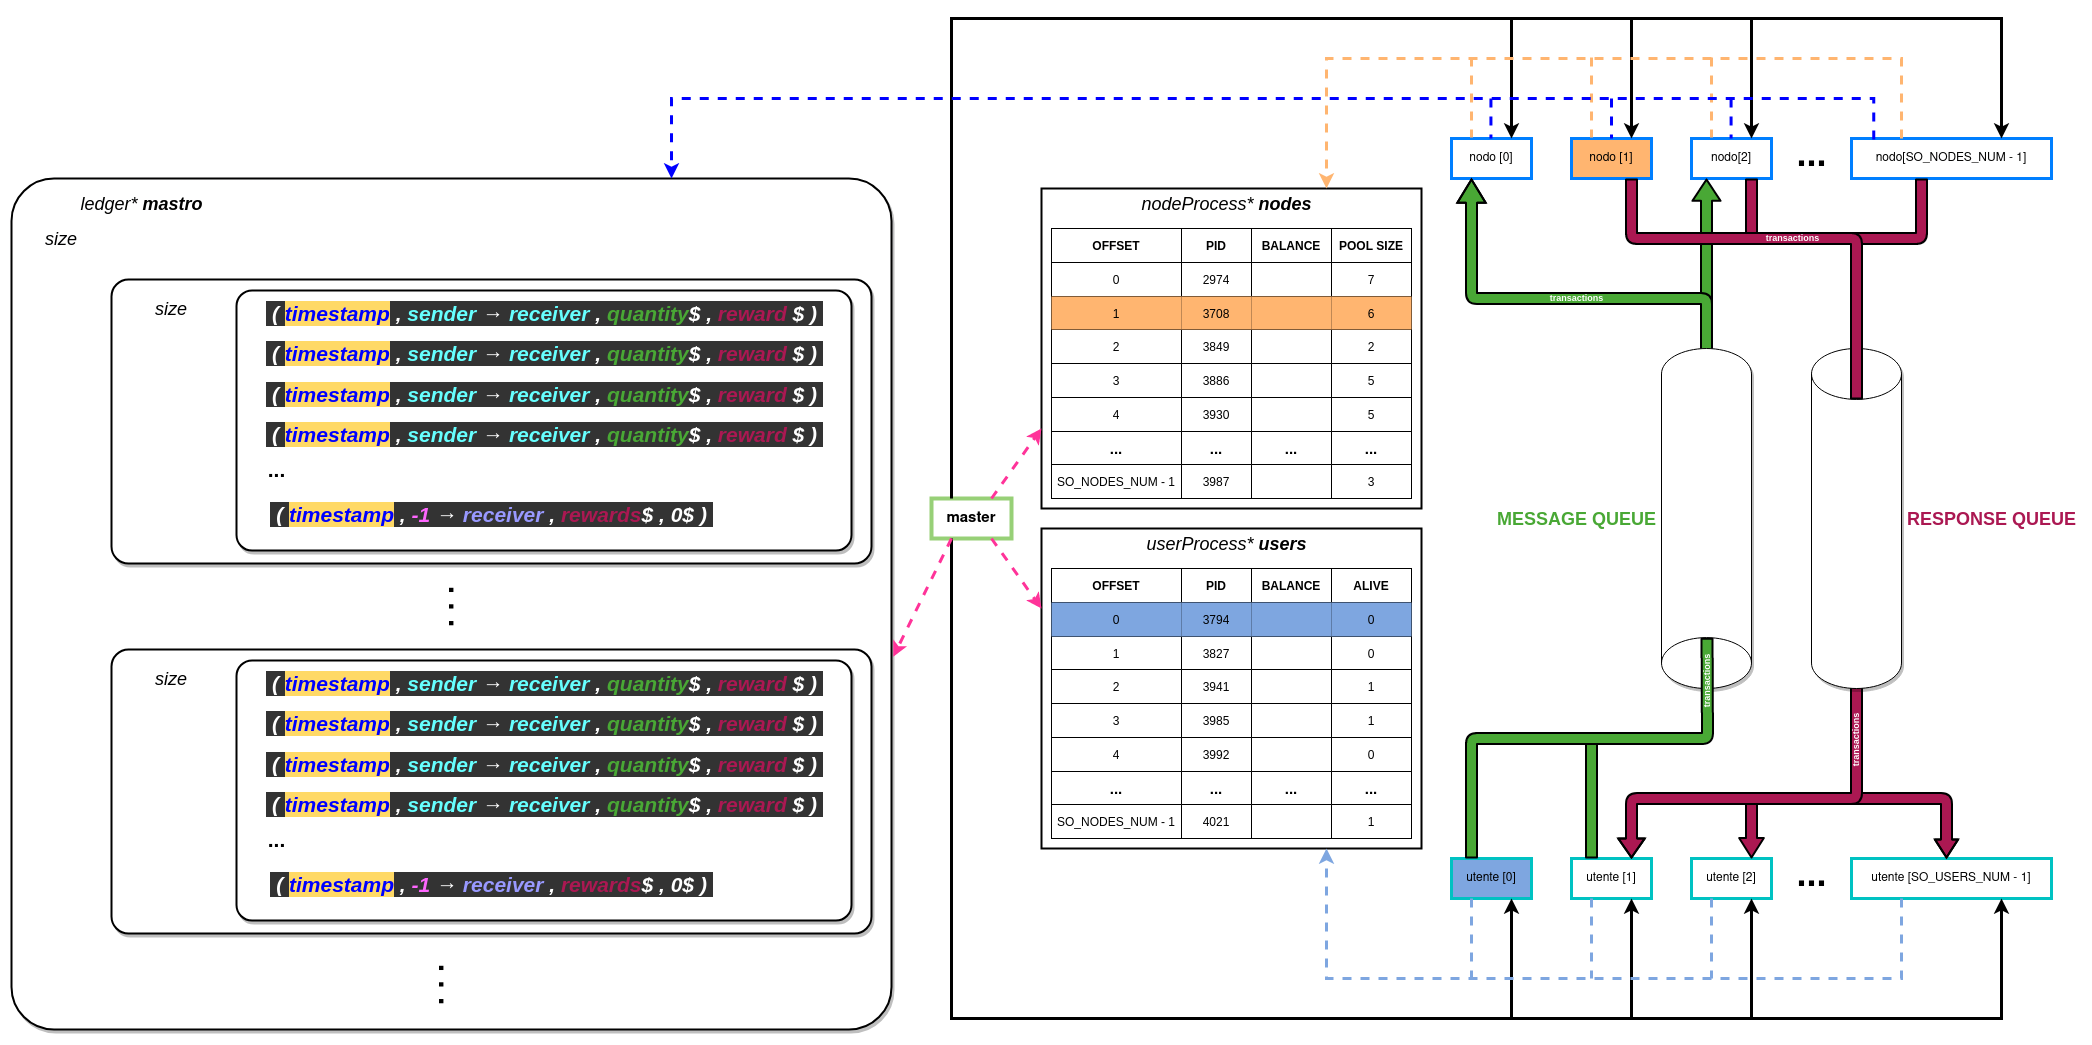 ledger* mastro
size
size
( timestamp , sender → receiver , quantity$ , reward $ )
( timestamp , sender → receiver , quantity$ , reward $ )
( timestamp , sender → receiver , quantity$ , reward $ )
( timestamp , sender → receiver , quantity$ , reward $ )
...
( timestamp , -1 → receiver , rewards$ , 0$ )
size
( timestamp , sender → receiver , quantity$ , reward $ )
( timestamp , sender → receiver , quantity$ , reward $ )
( timestamp , sender → receiver , quantity$ , reward $ )
( timestamp , sender → receiver , quantity$ , reward $ )
...
( timestamp , -1 → receiver , rewards$ , 0$ )
master
nodeProcess* nodes
OFFSET PID BALANCE POOL SIZE
0 2974 7
1 3708 6
2 3849 2
3 3886 5
4 3930 5
... ... ... ...
SO_NODES_NUM - 1 3987 3
userProcess* users
OFFSET PID BALANCE ALIVE
0 3794 0
1 3827 0
2 3941 1
3 3985 1
4 3992 0
... ... ... ...
SO_NODES_NUM - 1 4021 1
nodo [0] nodo [1] nodo[2] ... nodo[SO_NODES_NUM - 1]
transactions
transactions
MESSAGE QUEUE RESPONSE QUEUE
transactions
transactions
utente [0] utente [1] utente [2] ... utente [SO_USERS_NUM - 1]